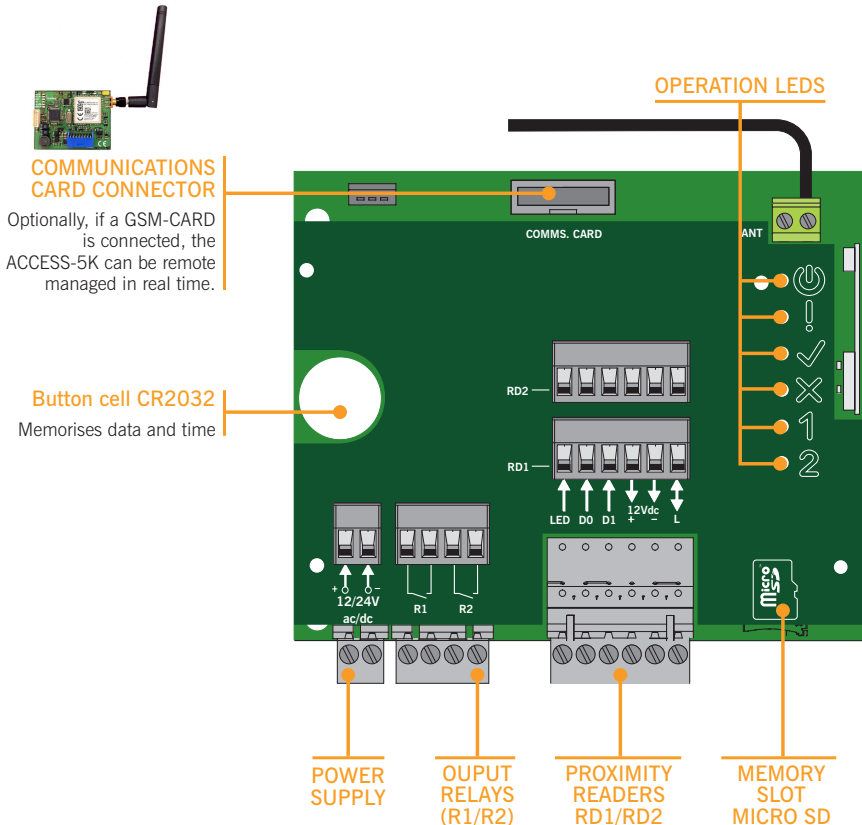 OPERATION LEDS
COMMUNICATIONS
CARD CONNECTOR
Optionally, if a GSM-CARD
is connected, the
ACCESS-5K can be remote
managed in real time.
COMMS. CARD
ANT
Button cell CR2032
Memorises data and time
RD2
RD1
1
2
LED D0 D1 12Vdc L
+ −
+ −
12/24V
ac/dc
R1 R2
Micro
SD
POWER
SUPPLY
OUPUT
RELAYS
(R1/R2)
PROXIMITY
READERS
RD1/RD2
MEMORY
SLOT
MICRO SD